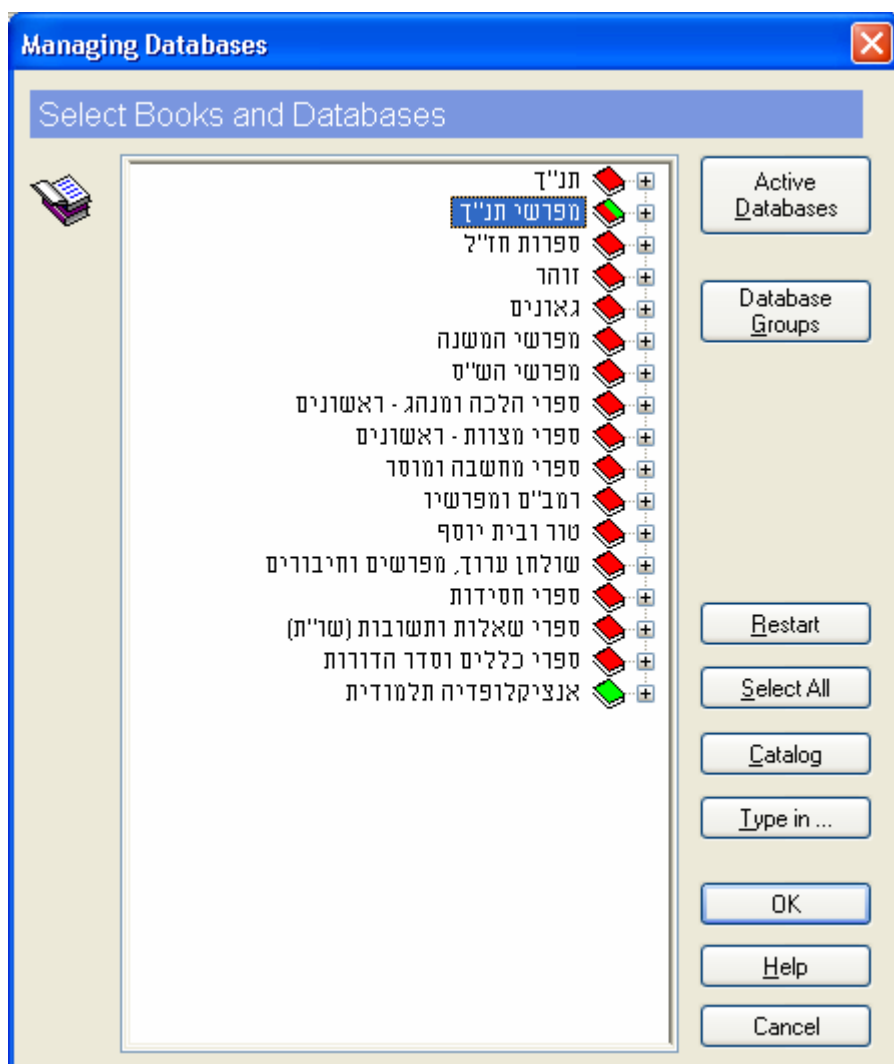 Managing Databases
Select Books and Databases
תנ"ך
מפרשי תנ"ך
ספרות חז"ל
זוהר
גאונים
מפרשי המשנה
מפרשי הש"ס
ספרי הלכה ומנהג - ראשונים
ספרי מצוות - ראשונים
ספרי מחשבה ומוסר
רמב"ם ומפרשיו
טור ובית יוסף
שולחן ערוך, מפרשים וחיבורים
ספרי חסידות
ספרי שאלות ותשובות (שו"ת)
ספרי כללים וסדר הדורות
אנציקלופדיה תלמודית
Active
Databases
Database
Groups
Restart
Select All
Catalog
Type in ...
OK
Help
Cancel